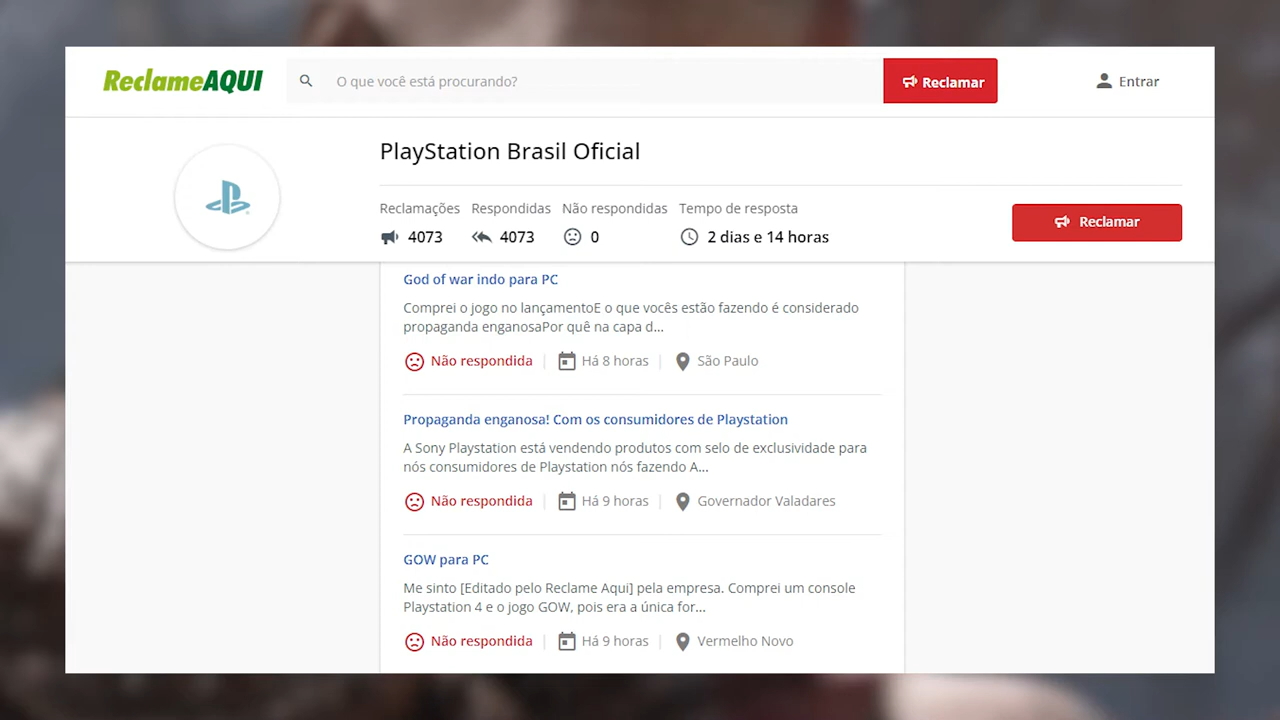 ReclameAQUI
O que você está procurando?
Reclamar
Entrar
PlayStation Brasil Oficial
Reclamações Respondidas Não respondidas Tempo de resposta
4073 4073 0 2 dias e 14 horas
Reclamar
God of war indo para PC
Comprei o jogo no lançamentoE o que vocês estão fazendo é considerado
propaganda enganosaPor quê na capa d...
Não respondida Há 8 horas São Paulo
Propaganda enganosa! Com os consumidores de Playstation
A Sony Playstation está vendendo produtos com selo de exclusividade para
nós consumidores de Playstation nós fazendo A...
Não respondida Há 9 horas Governador Valadares
GOW para PC
Me sinto [Editado pelo Reclame Aqui] pela empresa. Comprei um console
Playstation 4 e o jogo GOW, pois era a única for...
Não respondida Há 9 horas Vermelho Novo